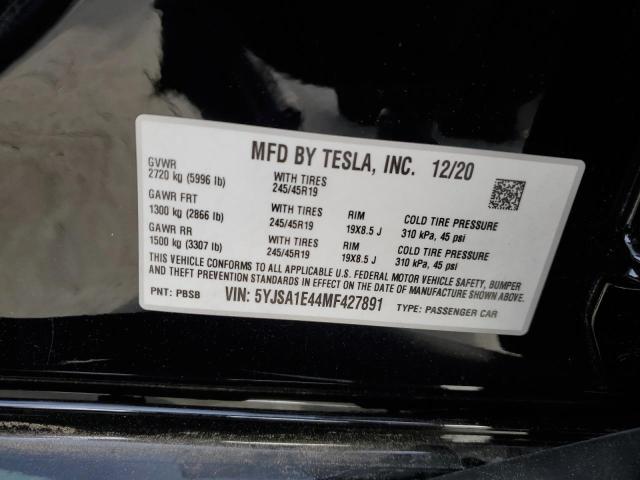 MFD BY TESLA, INC. 12/20
GVWR
2720 kg (5996 lb)
WITH TIRES
245/45R19
GAWR FRT
1300 kg (2866 lb)
WITH TIRES
245/45R19
RIM
19X8.5 J
COLD TIRE PRESSURE
310 kPa, 45 psi
GAWR RR
1500 kg (3307 lb)
WITH TIRES
245/45R19
RIM
19X8.5 J
COLD TIRE PRESSURE
310 kPa, 45 psi
THIS VEHICLE CONFORMS TO ALL APPLICABLE U.S. FEDERAL MOTOR VEHICLE SAFETY, BUMPER,
AND THEFT PREVENTION STANDARDS IN EFFECT ON THE DATE OF MANUFACTURE SHOWN ABOVE.
PNT: PBSB
VIN: 5YJSA1E44MF427891
TYPE: PASSENGER CAR